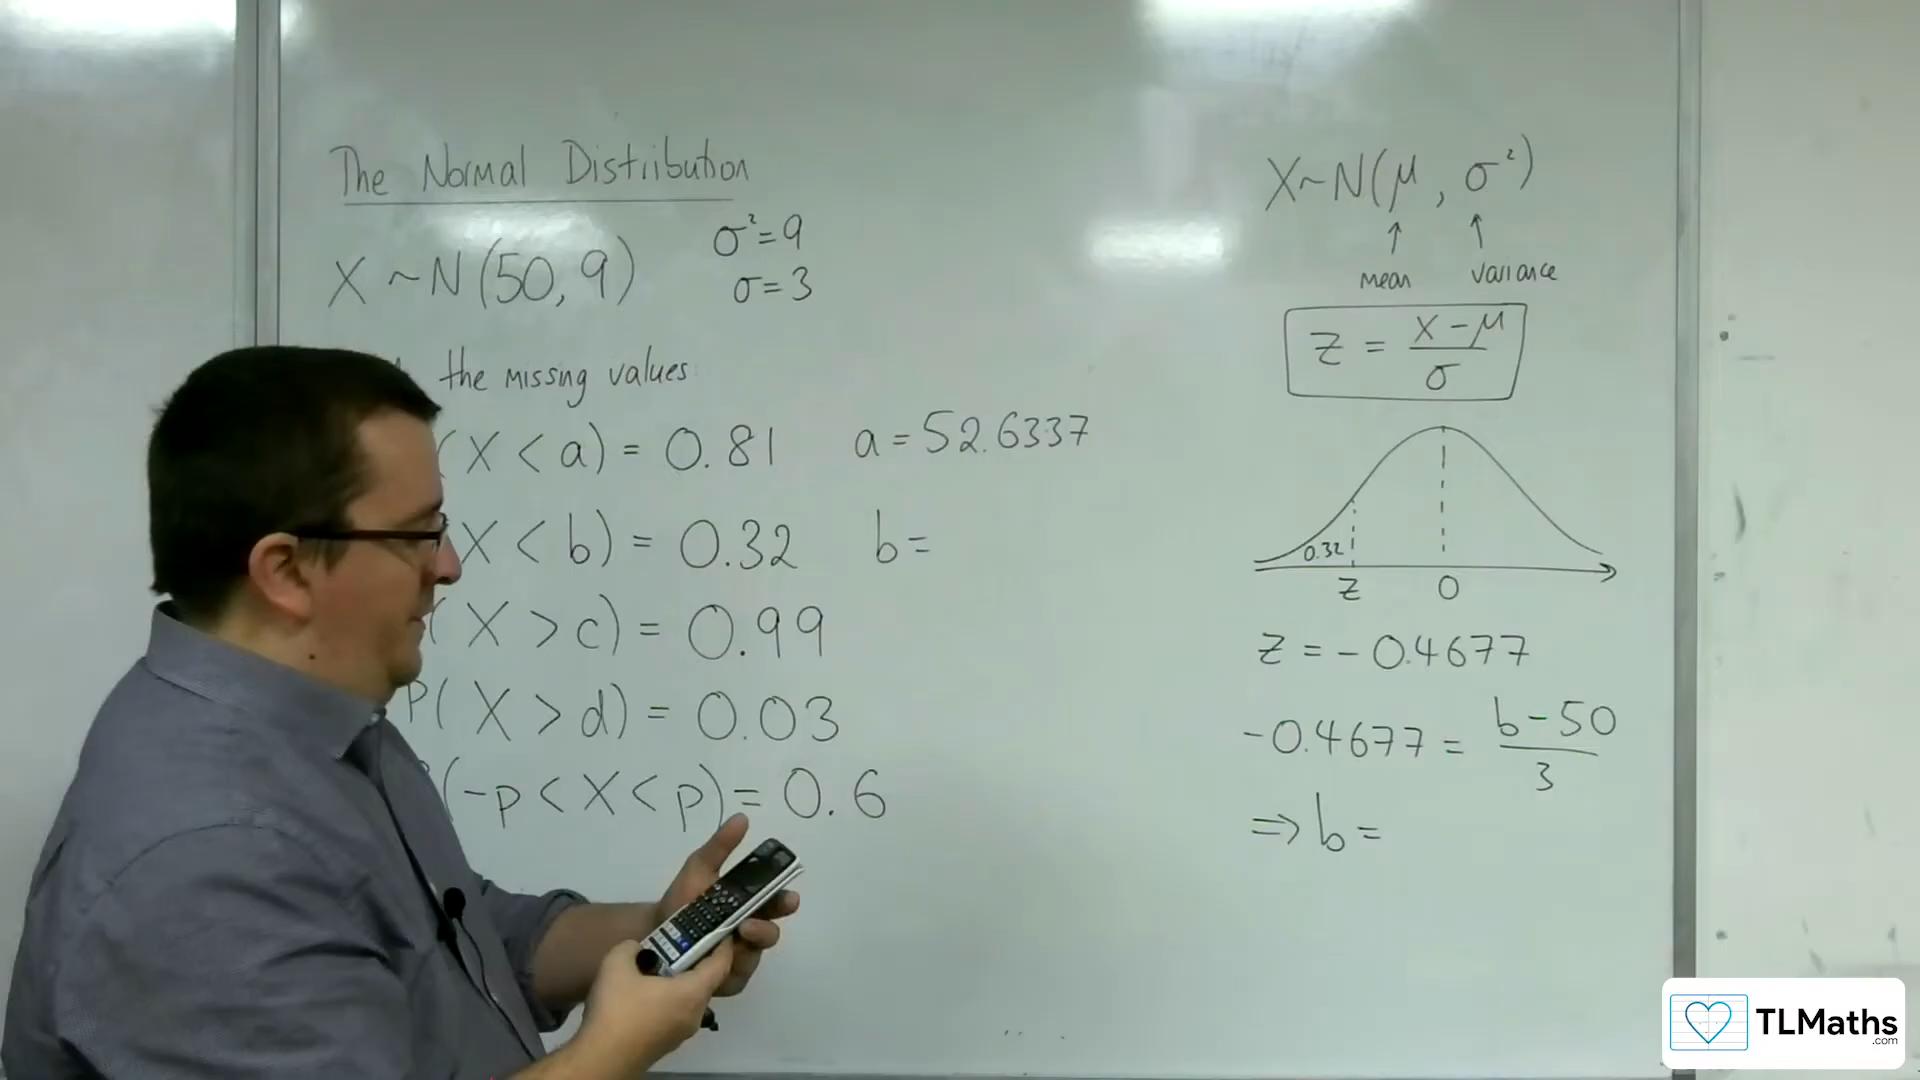 The Normal Distribution
X ~ N(50, 9)
σ² = 9
σ = 3
the missing values
(X < a) = 0.81
a = 52.6337
X < b) = 0.32
b =
(X > c) = 0.99
P(X > d) = 0.03
(-p < X < p) = 0.6
X ~ N(μ, σ²)
↑ ↑
mean variance
z = (x - μ) / σ
0.32
z 0
z = -0.4677
-0.4677 = (b - 50) / 3
⇒ b =
TLMaths
.com